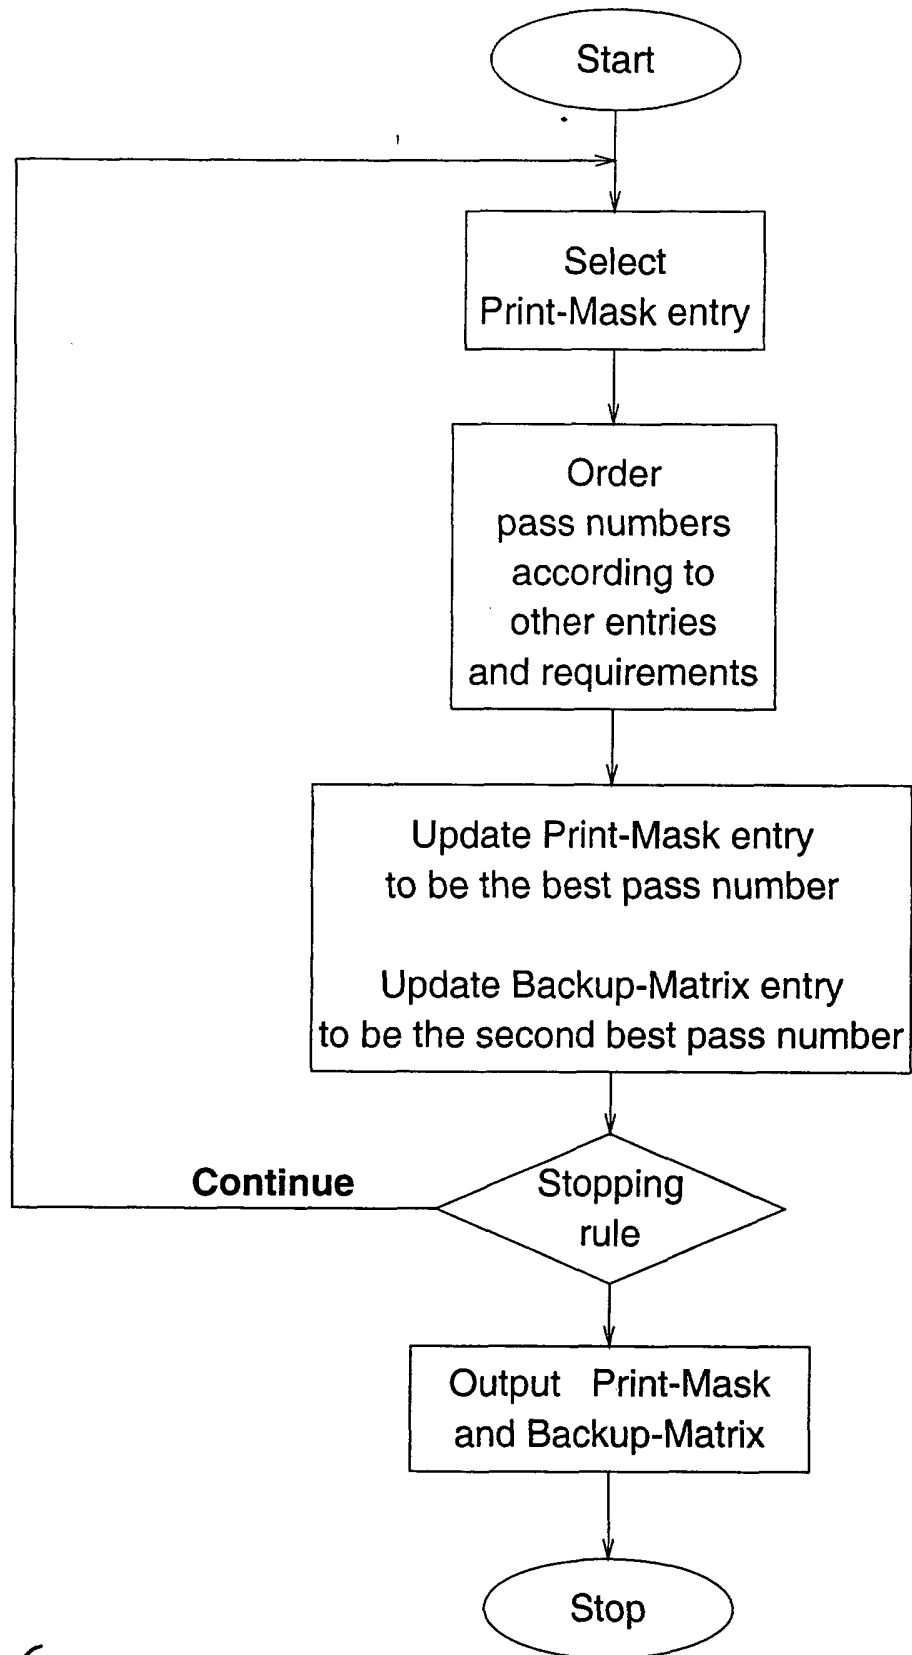 Start
Select
Print-Mask entry
Order
pass numbers
according to
other entries
and requirements
Update Print-Mask entry
to be the best pass number
Update Backup-Matrix entry
to be the second best pass number
Continue
Stopping
rule
Output Print-Mask
and Backup-Matrix
Stop